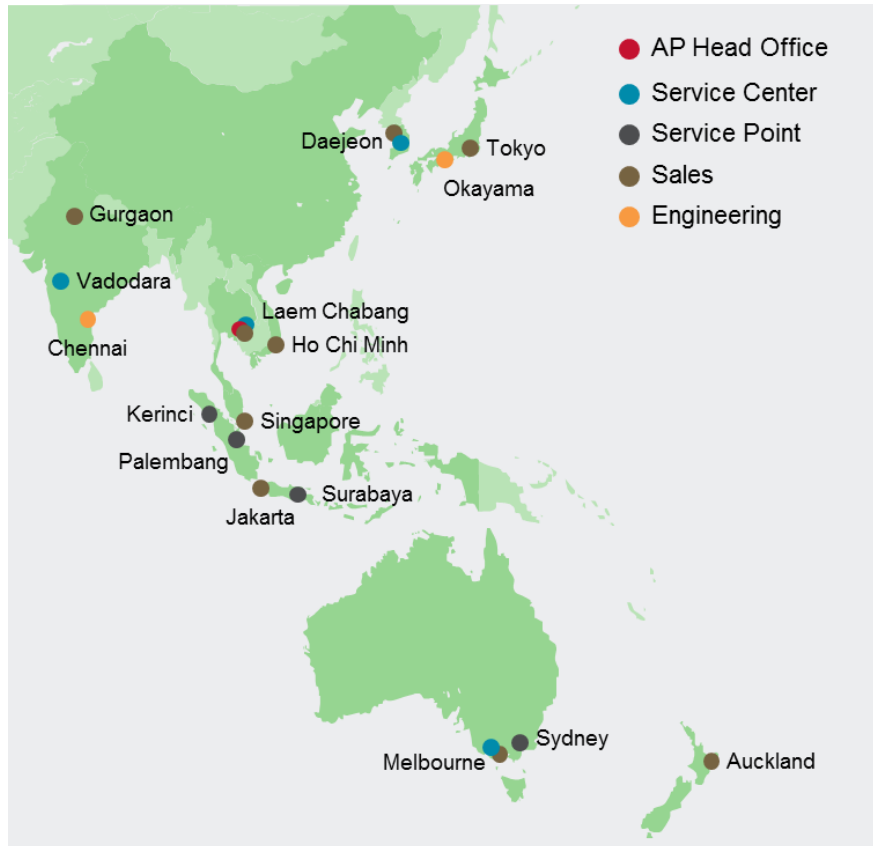 AP Head Office
Service Center
Service Point
Sales
Engineering
Daejeon
Tokyo
Okayama
Gurgaon
Vadodara
Chennai
Laem Chabang
Ho Chi Minh
Kerinci
Singapore
Palembang
Surabaya
Jakarta
Sydney
Melbourne
Auckland